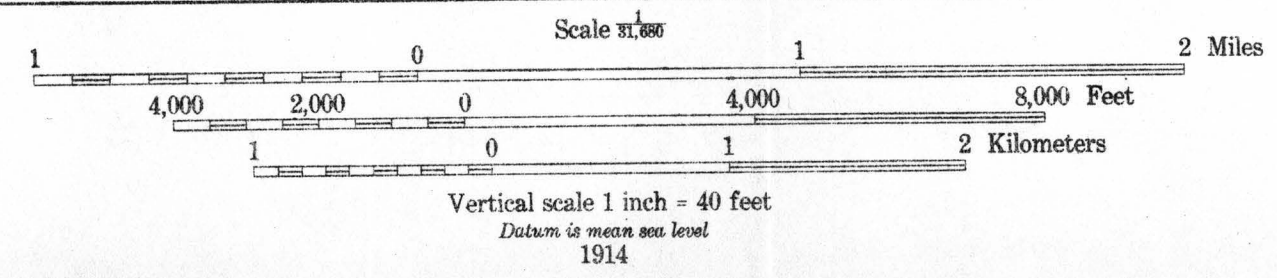 Scale 1/31,680
1 0 1 2 Miles
4,000 2,000 0 4,000 8,000 Feet
1 0 1 2 Kilometers
Vertical scale 1 inch = 40 feet
Datum is mean sea level
1914